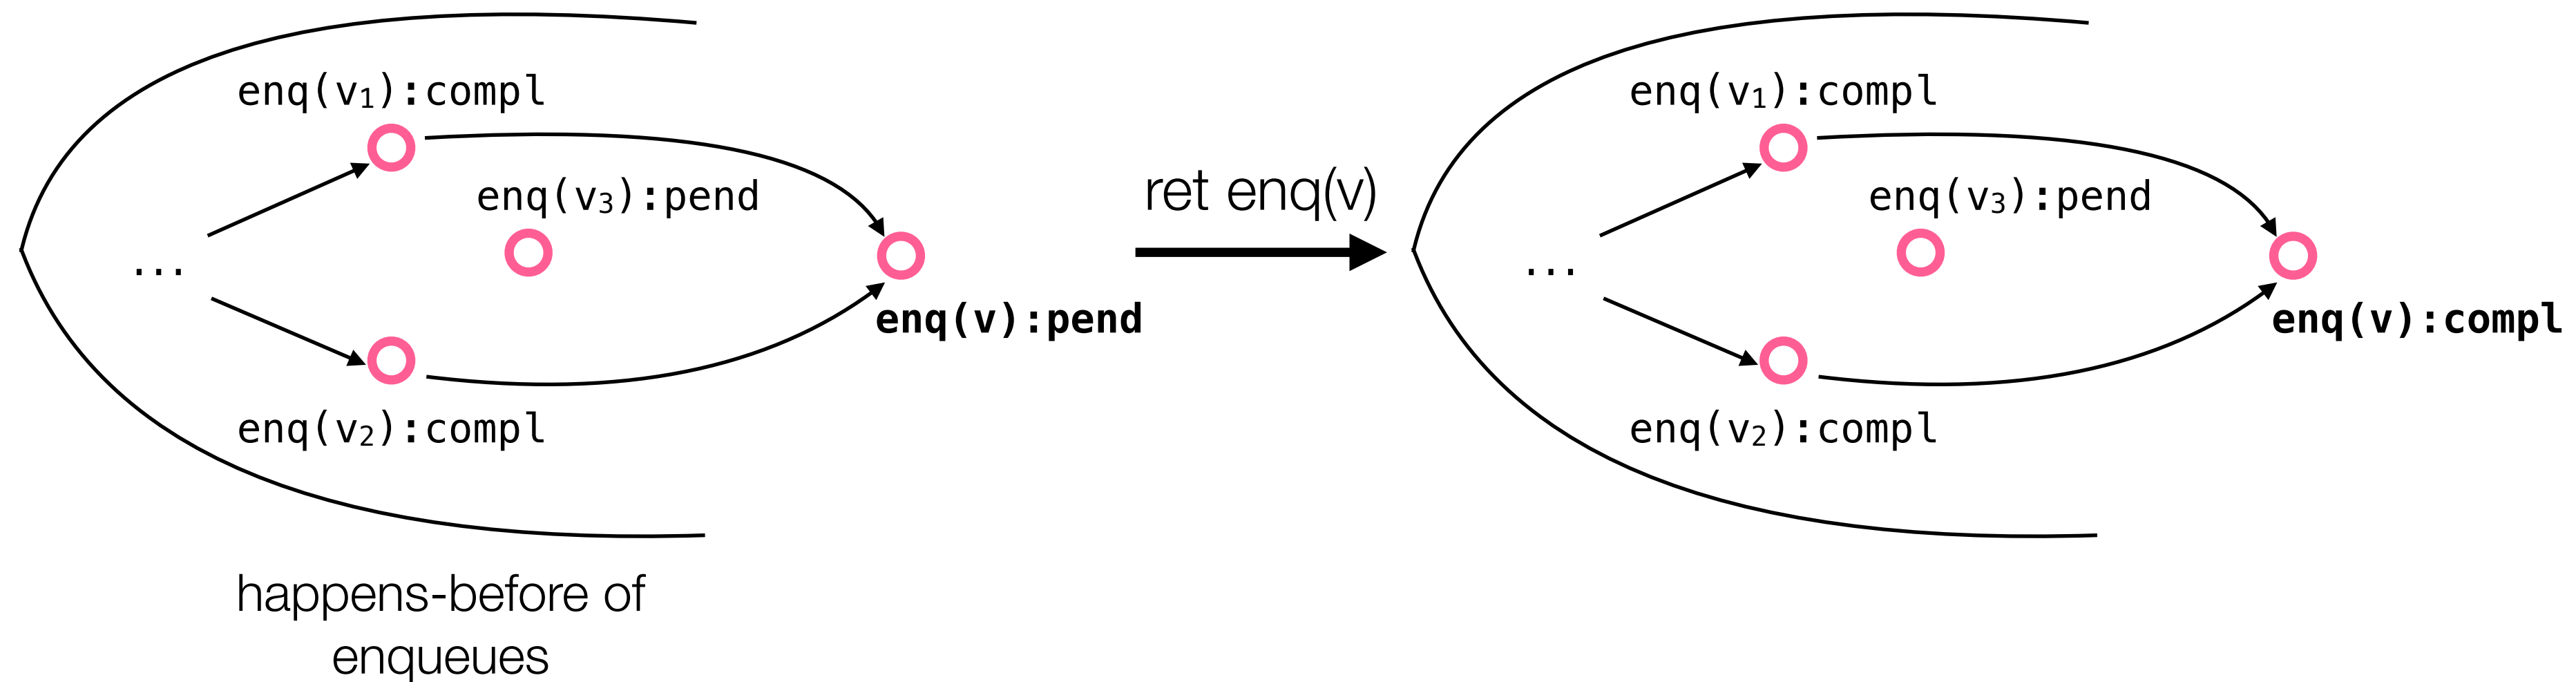 enq(v₁):compl
enq(v₃):pend
...
enq(v):pend
enq(v₂):compl
happens-before of
enqueues
ret enq(v)
enq(v₁):compl
enq(v₃):pend
...
enq(v):compl
enq(v₂):compl